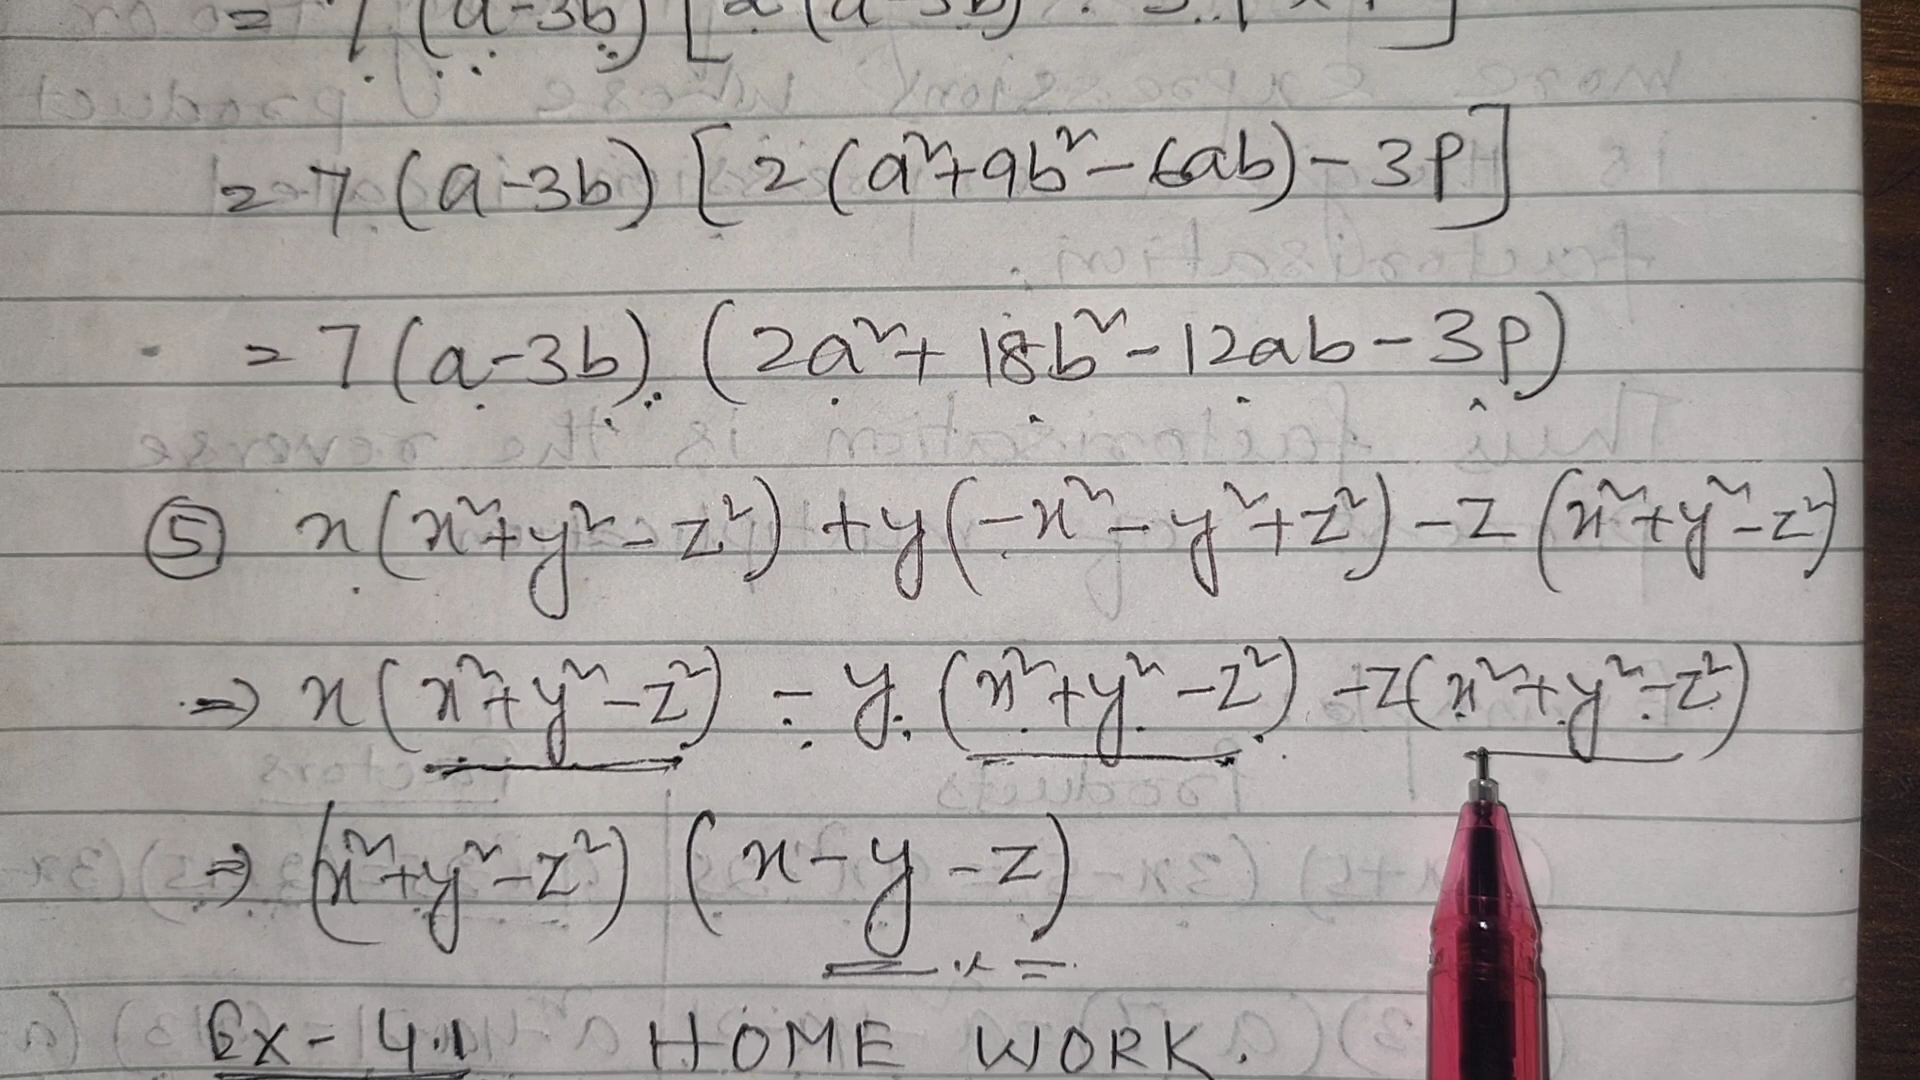 = 7 (a-3b) [2 (a²+9b²-6ab) - 3p]
= 7 (a-3b) (2a²+18b²-12ab-3p)
⑤ x(x²+y²-z²) +y(-x²-y²+z²) -z(x²+y²-z²)
⇒ x(x²+y²-z²) - y(x²+y²-z²) -z(x²+y²-z²)
⇒ (x²+y²-z²) (x-y-z)
Ex-4.1 HOME WORK.